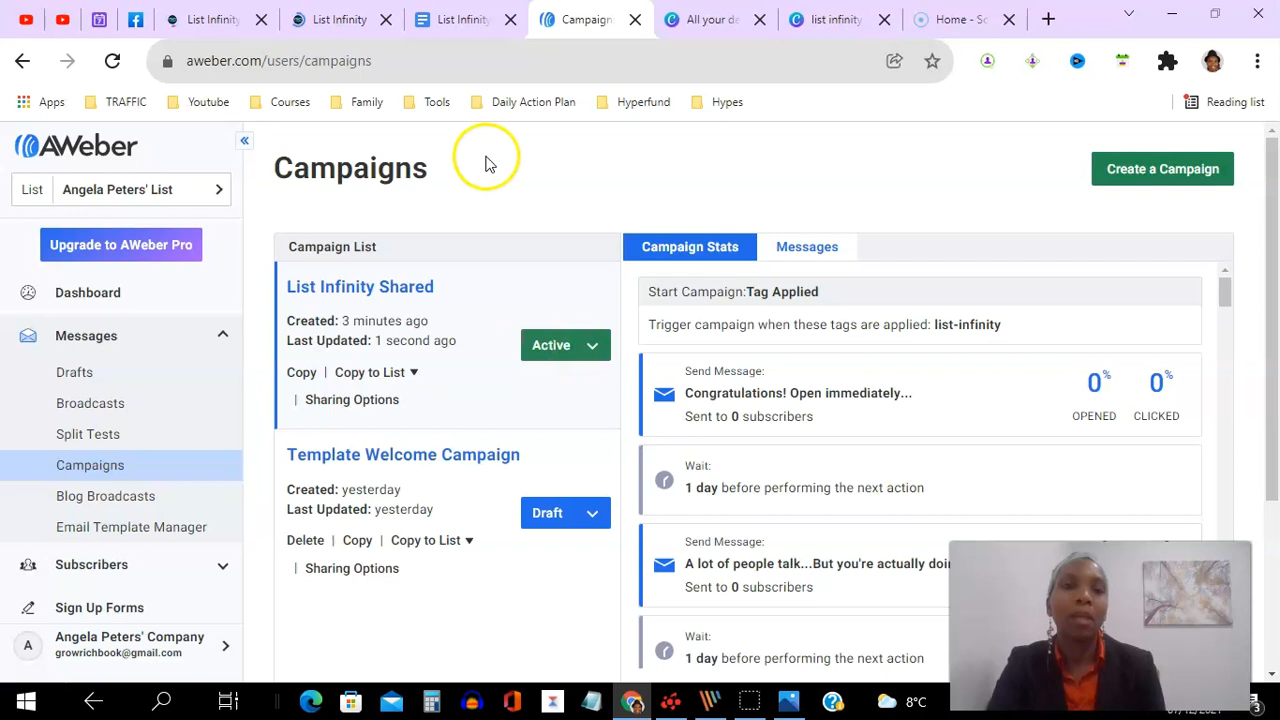 List Infinity
List Infinity
List Infinity
Campaign
All your de
list infinity
Home - Sc
aweber.com/users/campaigns
Apps
TRAFFIC
Youtube
Courses
Family
Tools
Daily Action Plan
Hyperfund
Hypes
Reading list
AWeber
List Angela Peters' List
Upgrade to AWeber Pro
Dashboard
Messages
Drafts
Broadcasts
Split Tests
Campaigns
Blog Broadcasts
Email Template Manager
Subscribers
Sign Up Forms
A
Angela Peters' Company
growrichbook@gmail.com
Campaigns
Create a Campaign
Campaign List
List Infinity Shared
Created: 3 minutes ago
Last Updated: 1 second ago
Active
Copy | Copy to List
| Sharing Options
Template Welcome Campaign
Created: yesterday
Last Updated: yesterday
Draft
Delete | Copy | Copy to List
| Sharing Options
Campaign Stats
Messages
Start Campaign:Tag Applied
Trigger campaign when these tags are applied: list-infinity
Send Message:
Congratulations! Open immediately...
Sent to 0 subscribers
0%
OPENED
0%
CLICKED
Wait:
1 day before performing the next action
Send Message:
A lot of people talk...But you're actually doi
Sent to 0 subscribers
Wait:
1 day before performing the next action
8°C
3